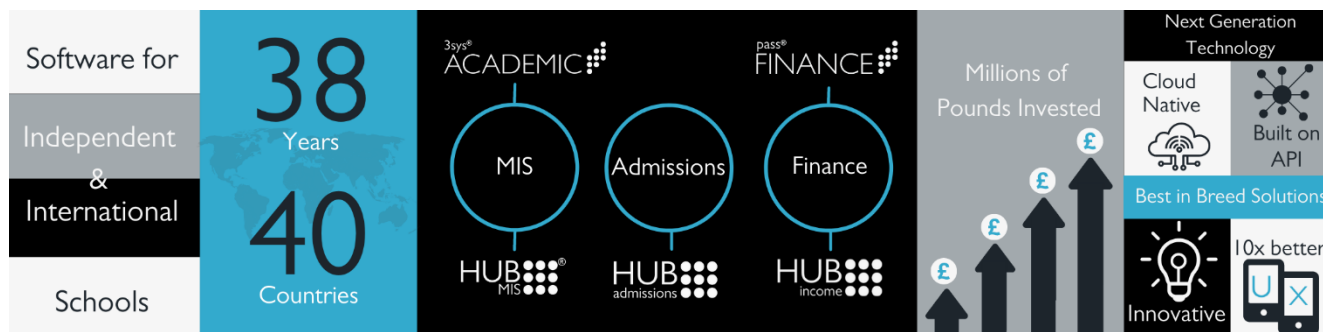 Software for
Independent
&
International
Schools
38
Years
40
Countries
3sys®
ACADEMIC
MIS
HUB®
MIS
Admissions
HUB
admissions
pass®
FINANCE
Finance
HUB
income
Millions of
Pounds Invested
£
£
£
£
Next Generation
Technology
Cloud
Native
Built on
API
Best in Breed Solutions
Innovative
10x better
U X